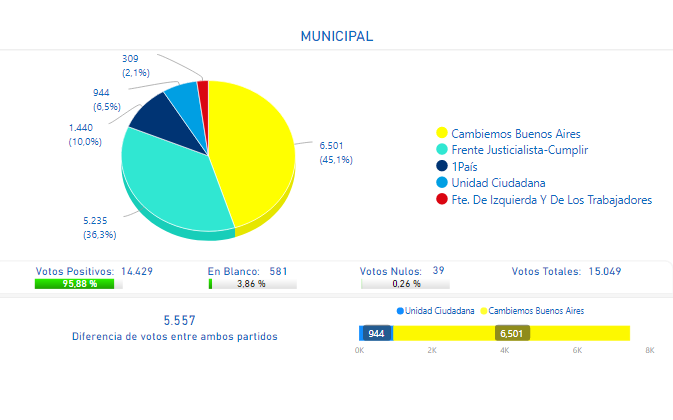 MUNICIPAL
309
(2,1%)
944
(6,5%)
1.440
(10,0%)
6.501
(45,1%)
5.235
(36,3%)
Cambiemos Buenos Aires
Frente Justicialista-Cumplir
1País
Unidad Ciudadana
Fte. De Izquierda Y De Los Trabajadores
Votos Positivos: 14.429
95,88 %
En Blanco: 581
3,86 %
Votos Nulos: 39
0,26 %
Votos Totales: 15.049
5.557
Diferencia de votos entre ambos partidos
Unidad Ciudadana Cambiemos Buenos Aires
944 6,501
0K 2K 4K 6K 8K